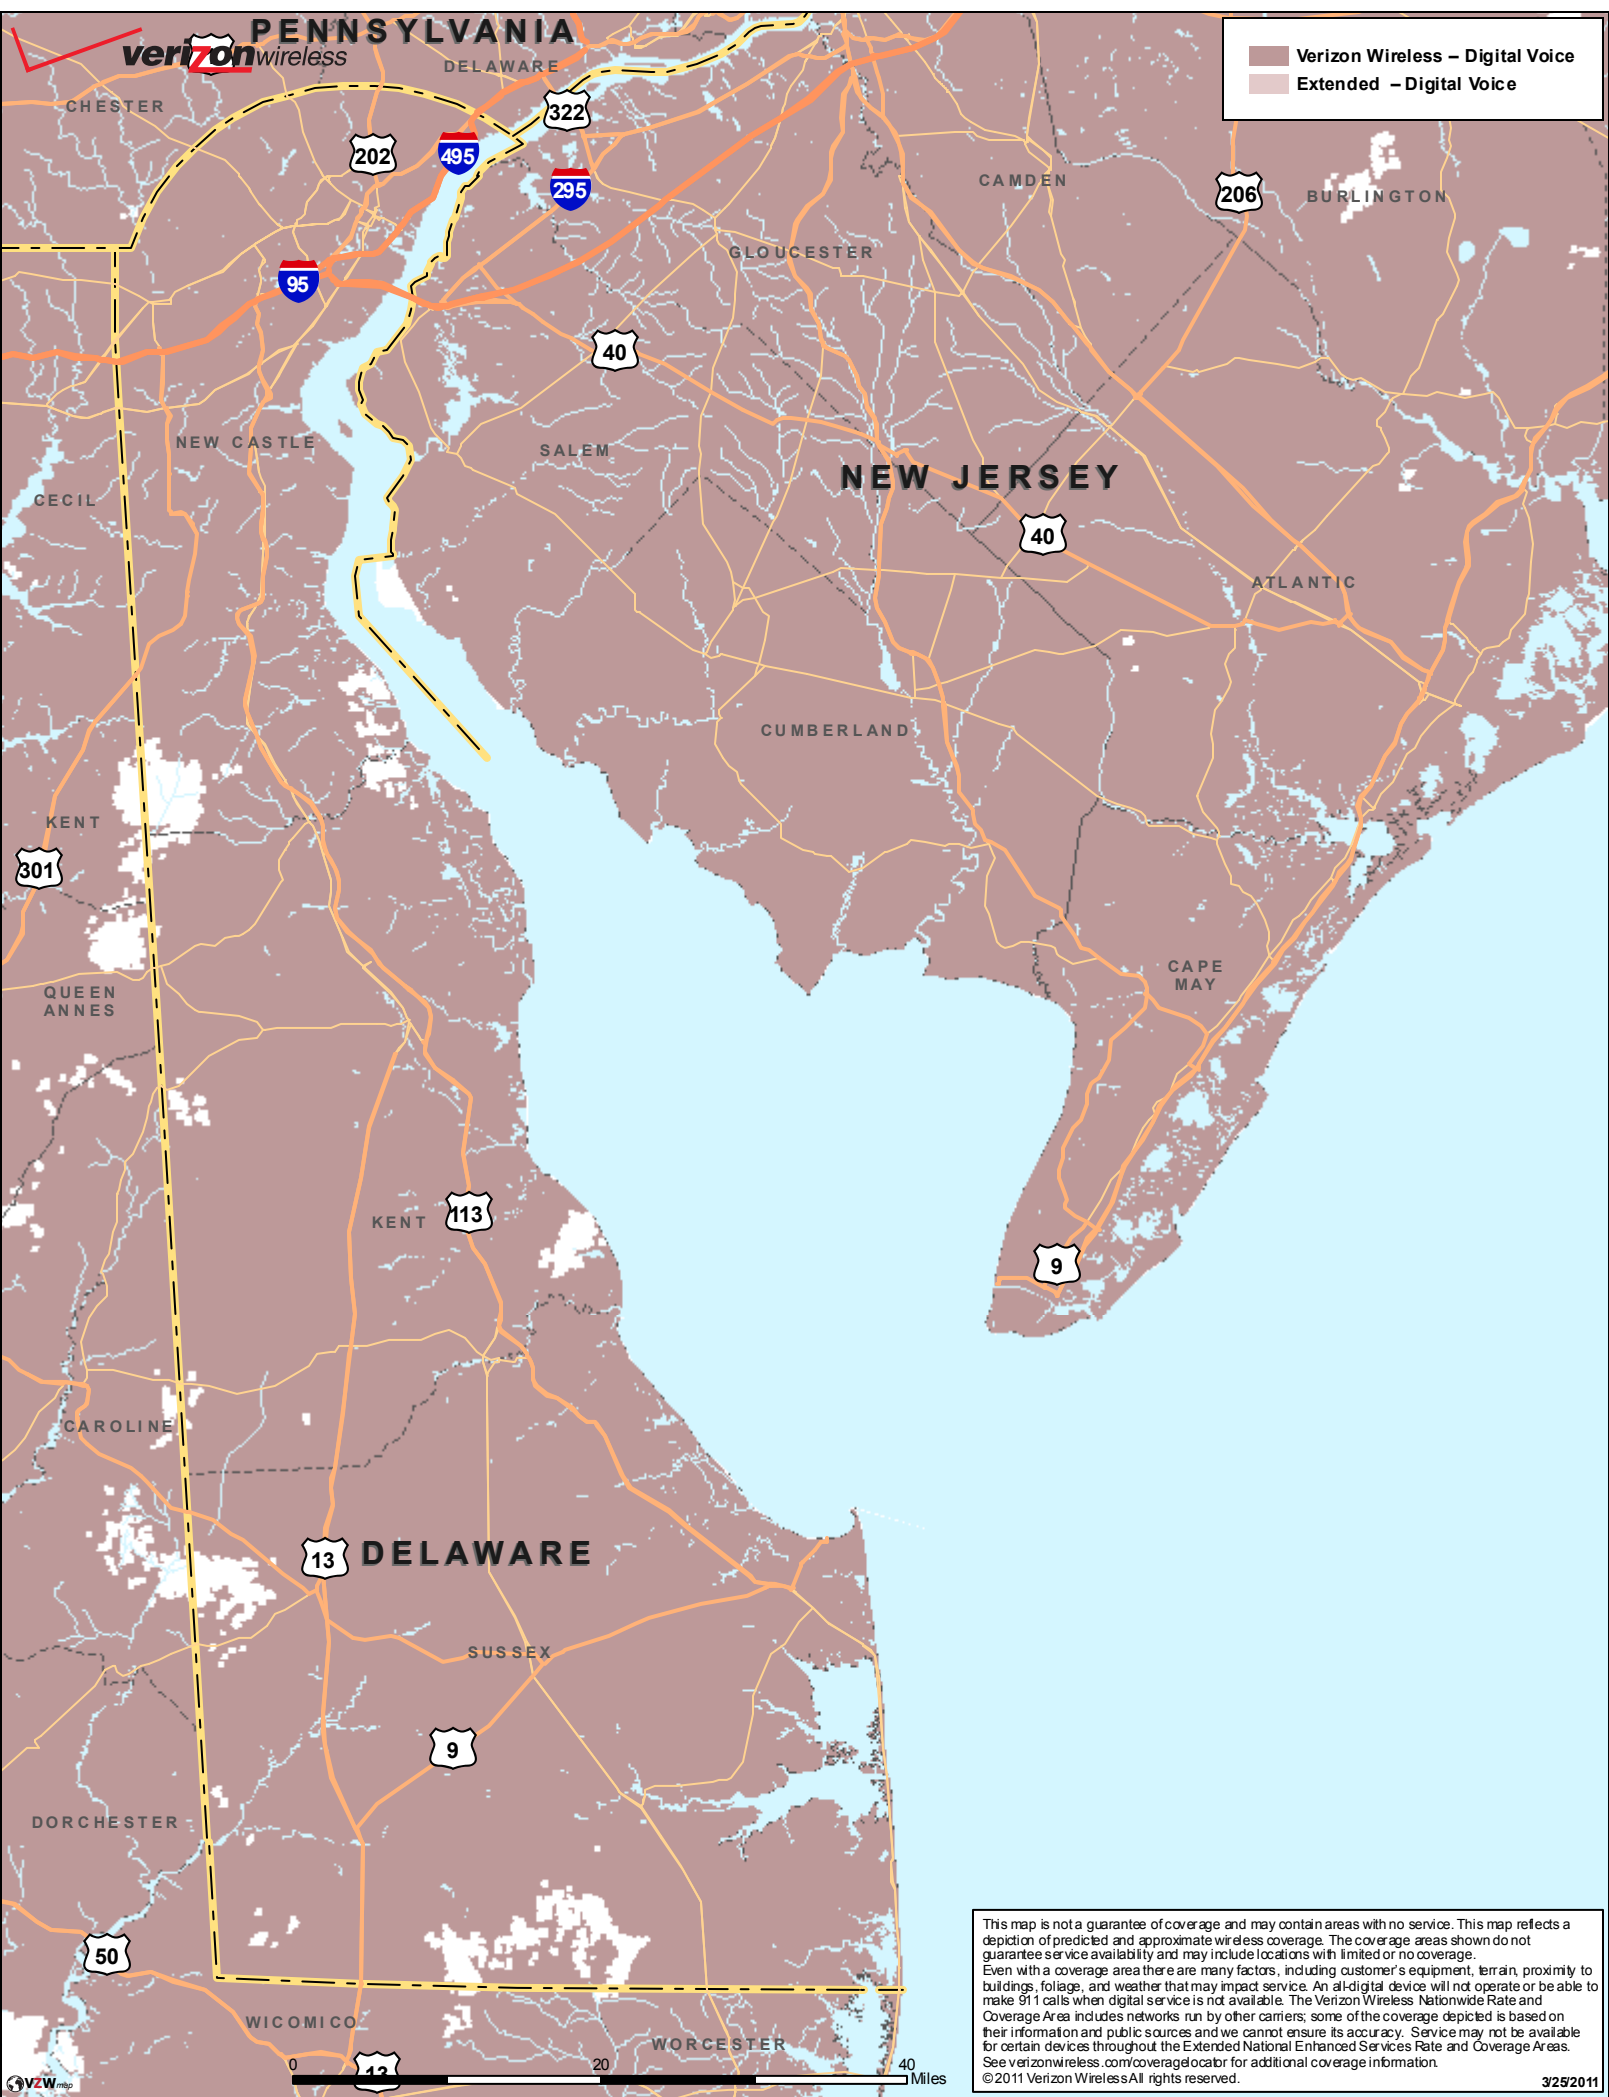 PENNSYLVANIA
verizonwireless
DELAWARE
Verizon Wireless – Digital Voice
Extended – Digital Voice
CHESTER
322
202
495
295
CAMDEN
206
BURLINGTON
GLOUCESTER
95
40
NEW CASTLE
SALEM
NEW JERSEY
CECIL
40
ATLANTIC
CUMBERLAND
KENT
301
CAPE
MAY
QUEEN
ANNES
KENT
113
9
CAROLINE
13
DELAWARE
SUSSEX
9
DORCHESTER
50
WICOMICO
WORCESTER
13
0 20 40
Miles
VZWmap
This map is not a guarantee of coverage and may contain areas with no service. This map reflects a
depiction of predicted and approximate wireless coverage. The coverage areas shown do not
guarantee service availability and may include locations with limited or no coverage.
Even with a coverage area there are many factors, including customer's equipment, terrain, proximity to
buildings, foliage, and weather that may impact service. An all-digital device will not operate or be able to
make 911 calls when digital service is not available. The Verizon Wireless Nationwide Rate and
Coverage Area includes networks run by other carriers; some of the coverage depicted is based on
their information and public sources and we cannot ensure its accuracy. Service may not be available
for certain devices throughout the Extended National Enhanced Services Rate and Coverage Areas.
See verizonwireless.com/coveragelocator for additional coverage information.
©2011 Verizon Wireless All rights reserved.
3/25/2011